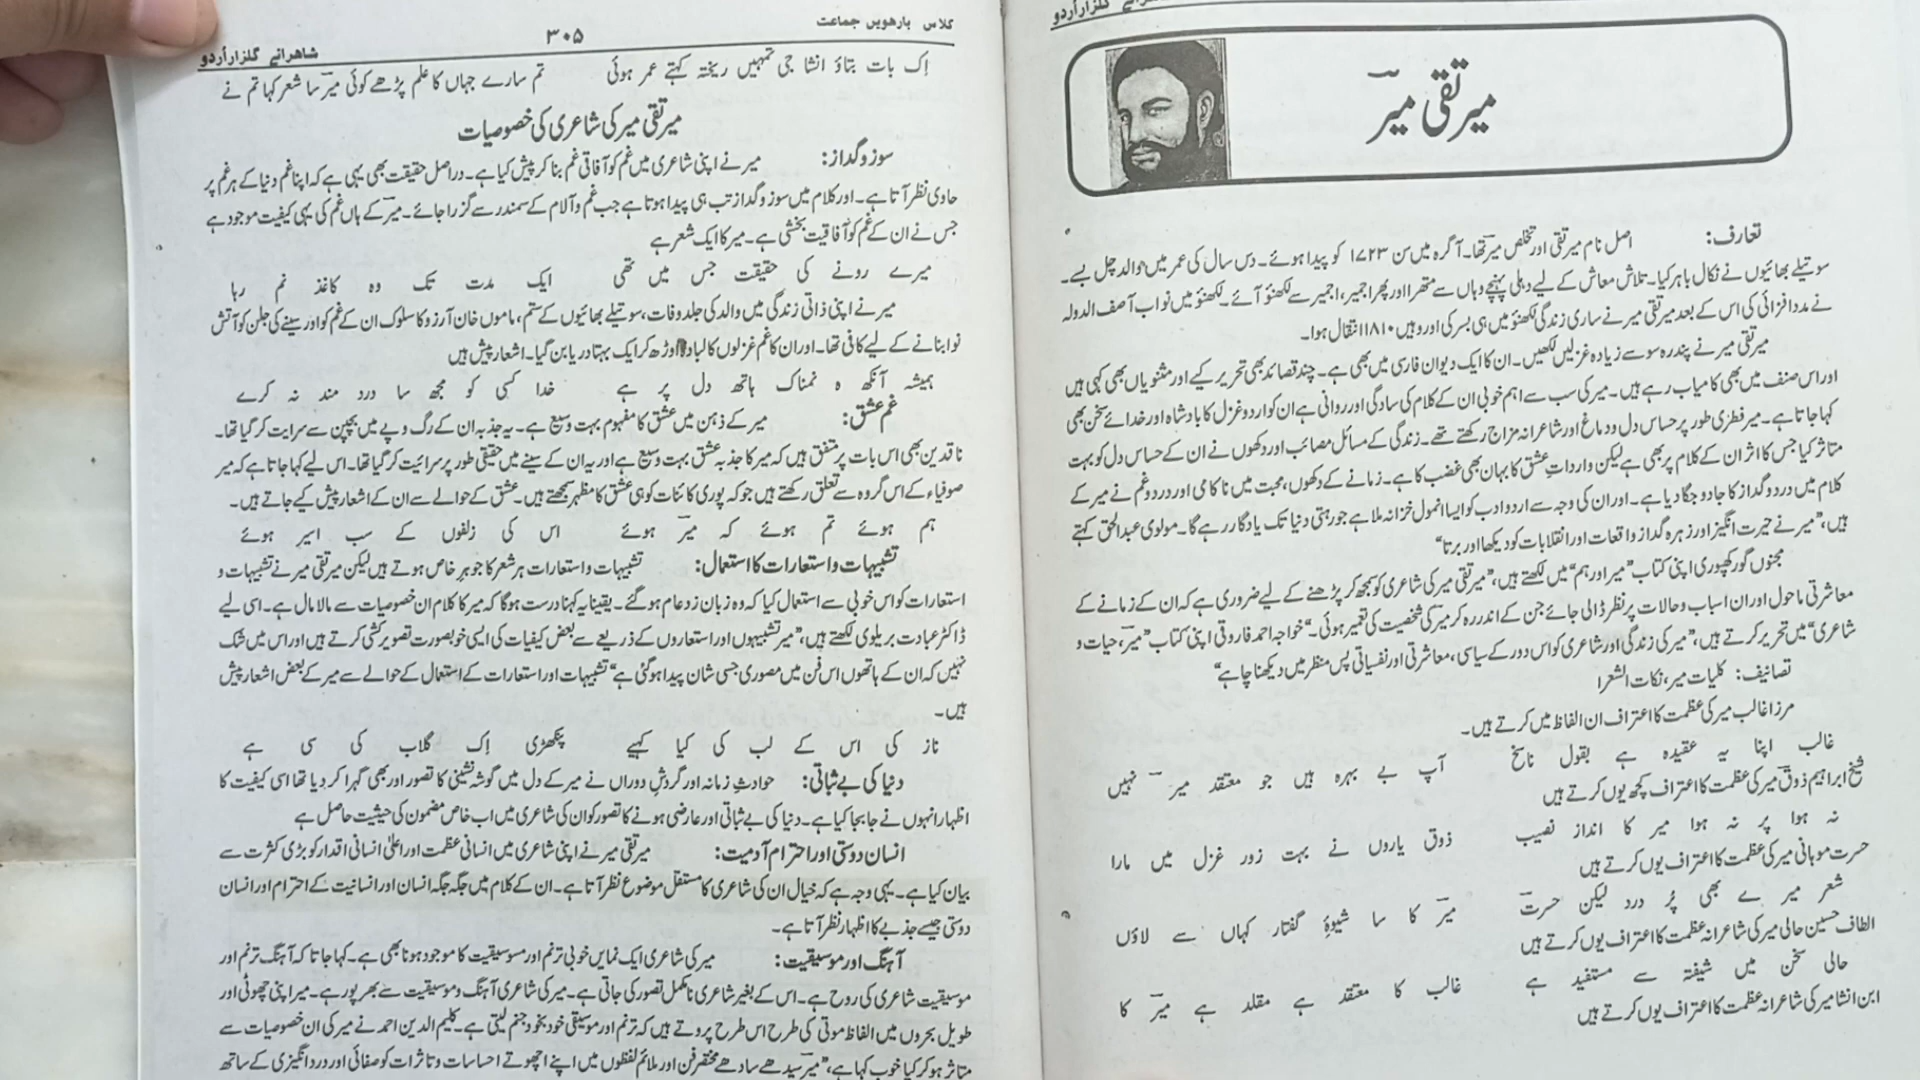 شاہراہے گلزار اُردو
میر تقی میر
تعارف: اصل نام میر تقی اور تخلص میر تھا۔ آگرہ میں سن ۱۷۲۳ کو پیدا ہوئے۔ دس سال کی عمر میں والد چل بسے۔
سوتیلے بھائیوں نے نکال باہر کیا۔ تلاش معاش کے لیے دہلی پہنچے وہاں سے متھرا اور پھر اجمیر، اجمیر سے لکھنؤ آئے۔ لکھنؤ میں نواب آصف الدولہ
نے مدد افزائی کی اس کے بعد میر تقی میر نے ساری زندگی لکھنؤ میں ہی بسر کی اور وہیں ۱۸۱۰ انتقال ہوا۔
میر تقی میر نے پندرہ سو سے زیادہ غزلیں لکھیں۔ ان کا ایک دیوان فارسی میں بھی ہے۔ چند قصائد بھی تحریر کیے اور مثنویاں بھی کہی ہیں
اور اس صنف میں بھی کامیاب رہے ہیں۔ میر کی سب سے اہم خوبی ان کے کلام کی سادگی اور روانی ہے ان کو اردو غزل کا بادشاہ اور خدائے سخن بھی
کہا جاتا ہے۔ میر فطری طور پر حساس دل و دماغ اور شاعرانہ مزاج رکھتے تھے۔ زندگی کے مسائل مصائب اور دکھوں نے ان کے حساس دل کو بہت
متاثر کیا جس کا اثر ان کے کلام پر بھی ہے لیکن وارداتِ عشق کا بہان بھی غضب کا ہے۔ زمانے کے دکھوں، محبت میں ناکامی اور درد و غم نے میر کے
کلام میں درد و گداز کا جادو جگا دیا ہے۔ اور ان کی وجہ سے اردو ادب کو ایسا انمول خزانہ ملا ہے جو رہتی دنیا تک یادگار رہے گا۔ مولوی عبدالحق کہتے
ہیں، ”میر نے حیرت انگیز اور زہرہ گداز واقعات اور انقلابات کو دیکھا اور برتا“
مجنوں گورکھپوری اپنی کتاب ”میر اور ہم“ میں لکھتے ہیں، ”میر تقی میر کی شاعری کو سمجھ کر پڑھنے کے لیے ضروری ہے کہ ان کے زمانے کے
معاشرتی ماحول اور ان اسباب و حالات پر نظر ڈالی جائے جن کے اندر رہ کر میر کی شخصیت کی تعمیر ہوئی۔“ خواجہ احمد فاروقی اپنی کتاب ”میر، حیات و
شاعری“ میں تحریر کرتے ہیں، ”میر کی زندگی اور شاعری کو اس دور کے سیاسی، معاشرتی اور نفسیاتی پس منظر میں دیکھنا چاہے“
تصانیف: کلیات میر، نکات الشعرا
مرزا غالب میر کی عظمت کا اعتراف ان الفاظ میں کرتے ہیں۔
غالب اپنا یہ عقیدہ ہے بقول ناسخ آپ بے بہرہ ہیں جو معتقد میر نہیں
شیخ ابراہیم ذوق میر کی عظمت کا اعتراف کچھ یوں کرتے ہیں
نہ ہوا پر نہ ہوا میر کا انداز نصیب ذوق یاروں نے بہت زور غزل میں مارا
حسرت موہانی میر کی عظمت کا اعتراف یوں کرتے ہیں
شعر میرے بھی پُر درد لیکن حسرت میر کا سا شیوۂ گفتار کہاں سے لاؤں
الطاف حسین حالی میر کی شاعرانہ عظمت کا اعتراف یوں کرتے ہیں
حالی سخن میں شیفتہ سے مستفید ہے غالب کا معتقد ہے مقلد ہے میر کا
ابن انشا میر کی شاعرانہ عظمت کا اعتراف یوں کرتے ہیں
کلاس بارھویں جماعت ۳۰۵ شاہراہے گلزار اُردو
اِک بات بتاؤ انشا جی تمہیں ریختہ کہتے عمر ہوئی تم سارے جہاں کا علم پڑھے کوئی میر سا شعر کہا تم نے
میر تقی میر کی شاعری کی خصوصیات
سوز و گداز: میر نے اپنی شاعری میں غم کو آفاقی غم بنا کر پیش کیا ہے۔ دراصل حقیقت بھی یہی ہے کہ اپنا غم دنیا کے ہر غم پر
حاوی نظر آتا ہے۔ اور کلام میں سوز و گداز تب ہی پیدا ہوتا ہے جب غم و آلام کے سمندر سے گزرا جائے۔ میر کے ہاں غم کی یہی کیفیت موجود ہے
جس نے ان کے غم کو آفاقیت بخشی ہے۔ میر کا ایک شعر ہے
میرے رونے کی حقیقت جس میں تھی ایک مدت تک وہ کاغذ نم رہا
میر نے اپنی ذاتی زندگی میں والد کی جلد وفات، سوتیلے بھائیوں کے ستم، ماموں خان آرزو کا سلوک ان کے غم کو اور سینے کی جلن کو آتش
نوا بنانے کے لیے کافی تھا۔ اور ان کا غم غزلوں کا لبادہ اوڑھ کر ایک بہتا دریا بن گیا۔ اشعار پیش ہیں
ہمیشہ آنکھ ہ نمناک ہاتھ دل پر ہے خدا کسی کو مجھ سا درد مند نہ کرے
غم عشق: میر کے ذہن میں عشق کا مفہوم بہت وسیع ہے۔ یہ جذبہ ان کے رگ و پے میں بچپن سے سرایت کر گیا تھا۔
ناقدین بھی اس بات پر متفق ہیں کہ میر کا جذبہ عشق بہت وسیع ہے اور یہ ان کے سینے میں حقیقی طور پر سرائیت کر گیا تھا۔ اس لیے کہا جاتا ہے کہ میر
صوفیاء کے اس گروہ سے تعلق رکھتے ہیں جو کہ پوری کائنات کو ہی عشق کا مظہر سمجھتے ہیں۔ عشق کے حوالے سے ان کے اشعار پیش کیے جاتے ہیں۔
ہم ہوئے تم ہوئے کہ میر ہوئے اس کی زلفوں کے سب اسیر ہوئے
تشبیہات و استعارات کا استعمال: تشبیہات و استعارات ہر شعر کا جوہرِ خاص ہوتے ہیں لیکن میر تقی میر نے تشبیہات و
استعارات کو اس خوبی سے استعمال کیا کہ وہ زبان زد عام ہو گئے۔ یقیناً یہ کہنا درست ہو گا کہ میر کا کلام ان خصوصیات سے مالا مال ہے۔ اسی لیے
ڈاکٹر عبادت بریلوی لکھتے ہیں، ”میر تشبیہوں اور استعاروں کے ذریعے سے بعض کیفیات کی ایسی خوبصورت تصویر کشی کرتے ہیں اور اس میں شک
نہیں کہ ان کے ہاتھوں اس فن میں مصوری جسی شان پیدا ہو گئی ہے“ تشبیہات اور استعارات کے استعمال کے حوالے سے میر کے بعض اشعار پیش
ہیں۔
ناز کی اس کے لب کی کیا کہیے پنکھڑی اِک گلاب کی سی ہے
دنیا کی بے ثباتی: حوادثِ زمانہ اور گردشِ دوراں نے میر کے دل میں گوشہ نشینی کا تصور اور بھی گہرا کر دیا تھا اسی کیفیت کا
اظہار انہوں نے جا بجا کیا ہے۔ دنیا کی بے ثباتی اور عارضی ہونے کا تصور کو ان کی شاعری میں اب خاص مضمون کی حیثیت حاصل ہے
انسان دوستی اور احترام آدمیت: میر تقی میر نے اپنی شاعری میں انسانی عظمت اور اعلیٰ انسانی اقدار کو بڑی کثرت سے
بیان کیا ہے۔ یہی وجہ ہے کہ خیال ان کی شاعری کا مستقل موضوع نظر آتا ہے۔ ان کے کلام میں جگہ جگہ انسان اور انسانیت کے احترام اور انسان
دوستی جیسے جذبے کا اظہار نظر آتا ہے۔
آہنگ اور موسیقیت: میر کی شاعری ایک نمایں خوبی ترنم اور موسوقیت کا موجود ہونا بھی ہے۔ کہا جاتا کہ آہنگ ترنم اور
موسیقیت شاعری کی روح ہے۔ اس کے بغیر شاعری نامکمل تصور کی جاتی ہے۔ میر کی شاعری آہنگ و موسیقیت سے بھرپور ہے۔ میر اپنی چھوٹی اور
طویل بحروں میں الفاظ موتی کی طرح اس طرح پروتے ہیں کہ ترنم اور موسیقی خود بخود جنم لیتی ہے۔ کلیم الدین احمد نے میر کی ان خصوصیات سے
متاثر ہو کر کیا خوب کہا ہے، ”میر سیدھے سادھے مختصر فن اور ملائم لفظوں میں اپنے اچھوتے احساسات و تاثرات کو صفائی اور درد انگیزی کے ساتھ